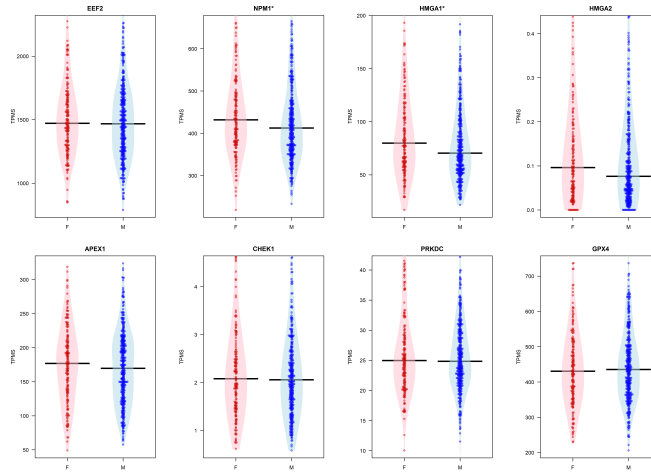 EEF2
TPMS
2000
1500
1000
F M
NPM1*
TPMS
600
500
400
300
F M
HMGA1*
TPMS
200
150
100
50
F M
HMGA2
TPMS
0.4
0.3
0.2
0.1
0.0
F M
APEX1
TPMS
300
250
200
150
100
50
F M
CHEK1
TPMS
4
3
2
1
F M
PRKDC
TPMS
40
35
30
25
20
15
10
F M
GPX4
TPMS
700
600
500
400
300
200
F M